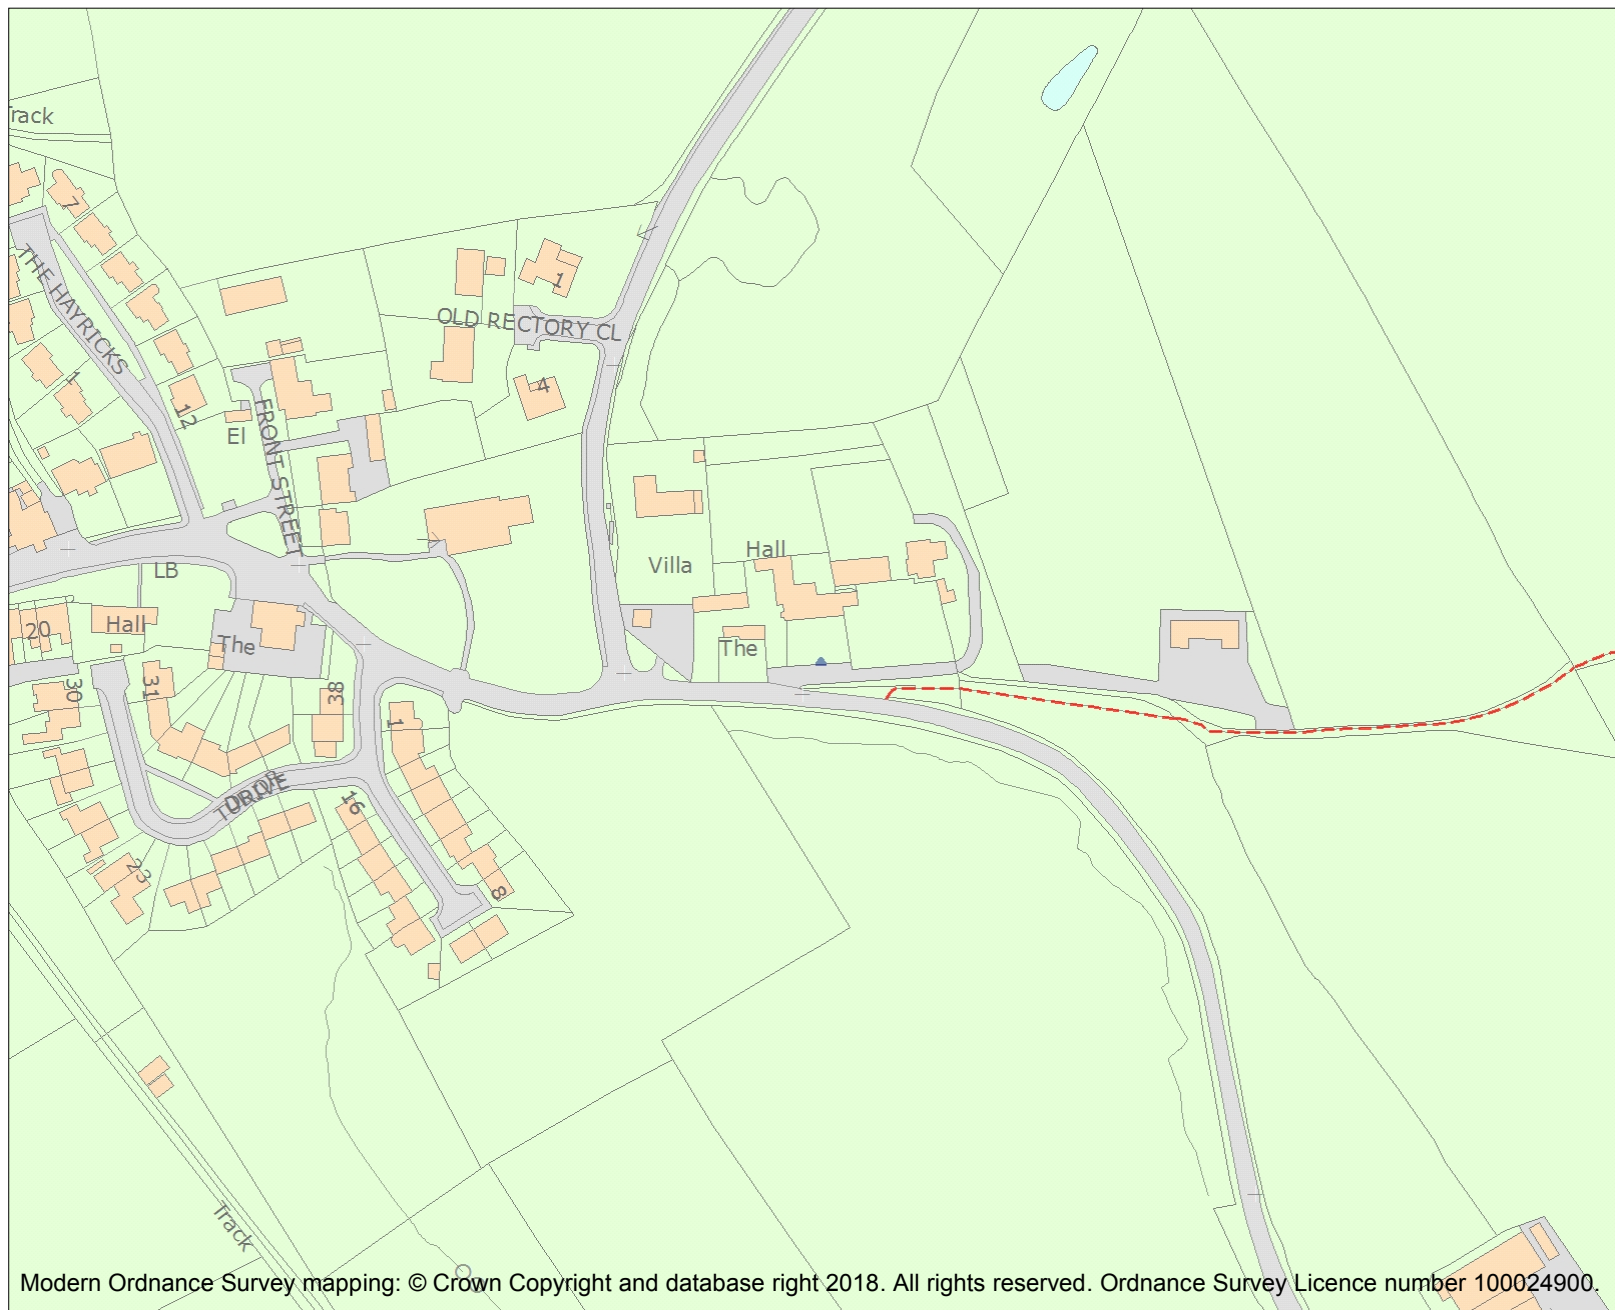 rack
7
THE HAYRICKS
1
OLD RECTORY CL
1
4
12
El
FRONT STREET
LB
Villa
Hall
20
Hall
The
The
30
31
38
1
DRIVE
16
23
8
Track
Modern Ordnance Survey mapping: © Crown Copyright and database right 2018. All rights reserved. Ordnance Survey Licence number 100024900.